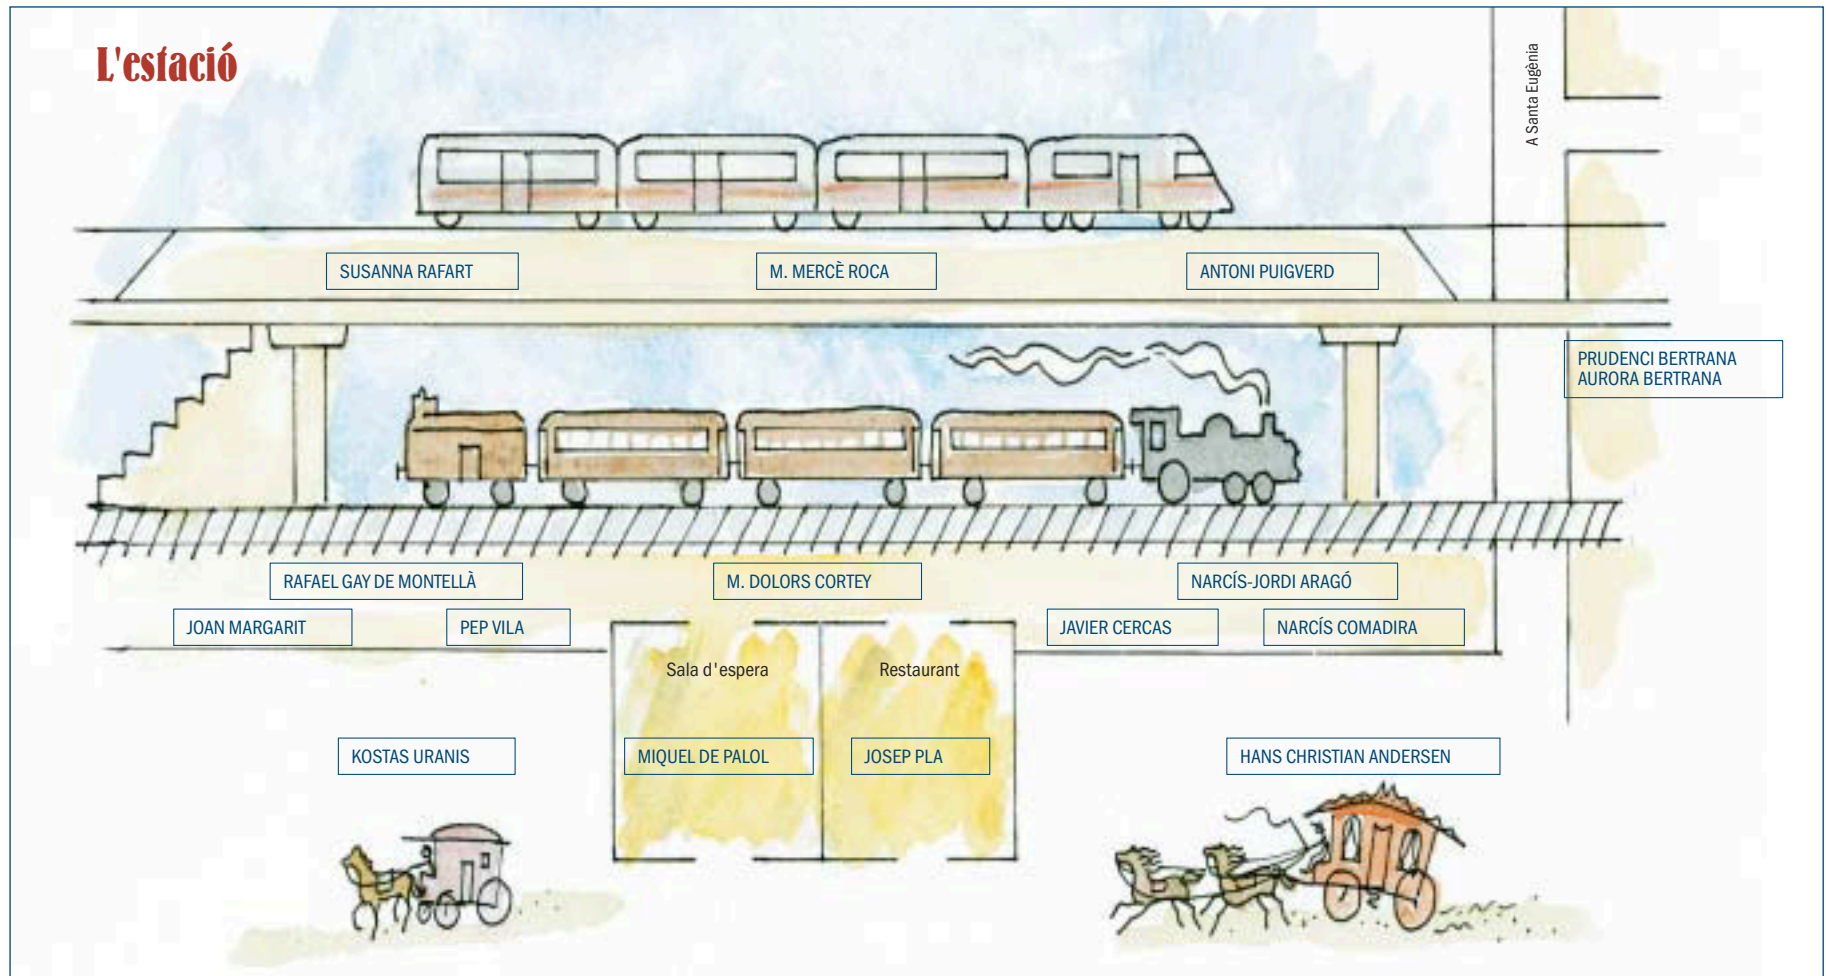 L'estació
A Santa Eugènia
SUSANNA RAFART
M. MERCÈ ROCA
ANTONI PUIGVERD
PRUDENCI BERTRANA
AURORA BERTRANA
RAFAEL GAY DE MONTELLÀ
M. DOLORS CORTEY
NARCÍS-JORDI ARAGÓ
JOAN MARGARIT
PEP VILA
JAVIER CERCAS
NARCÍS COMADIRA
Sala d'espera
Restaurant
KOSTAS URANIS
MIQUEL DE PALOL
JOSEP PLA
HANS CHRISTIAN ANDERSEN